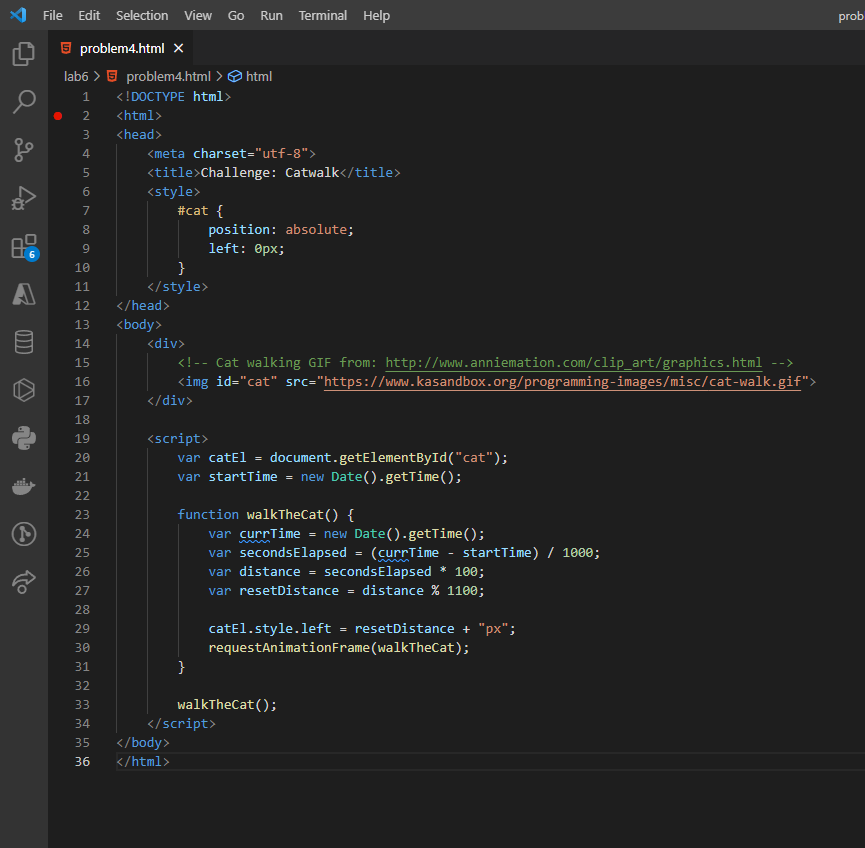 File Edit Selection View Go Run Terminal Help prob
problem4.html
lab6 > problem4.html > html
1 <!DOCTYPE html>
2 <html>
3 <head>
4 <meta charset="utf-8">
5 <title>Challenge: Catwalk</title>
6 <style>
7 #cat {
8 position: absolute;
9 left: 0px;
10 }
11 </style>
12 </head>
13 <body>
14 <div>
15 <!-- Cat walking GIF from: http://www.anniemation.com/clip_art/graphics.html -->
16 <img id="cat" src="https://www.kasandbox.org/programming-images/misc/cat-walk.gif">
17 </div>
18
19 <script>
20 var catEl = document.getElementById("cat");
21 var startTime = new Date().getTime();
22
23 function walkTheCat() {
24 var currTime = new Date().getTime();
25 var secondsElapsed = (currTime - startTime) / 1000;
26 var distance = secondsElapsed * 100;
27 var resetDistance = distance % 1100;
28
29 catEl.style.left = resetDistance + "px";
30 requestAnimationFrame(walkTheCat);
31 }
32
33 walkTheCat();
34 </script>
35 </body>
36 </html>
6